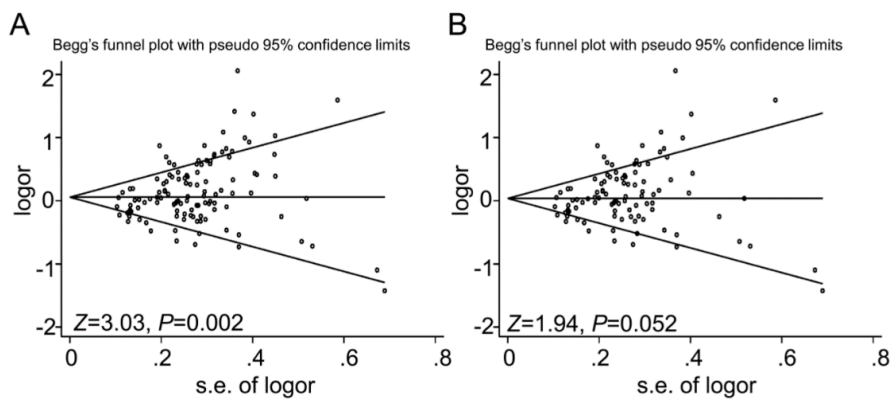 A
Begg's funnel plot with pseudo 95% confidence limits
2
1
0
-1
-2
logor
Z=3.03, P=0.002
0
.2
.4
.6
.8
s.e. of logor
B
Begg's funnel plot with pseudo 95% confidence limits
2
1
0
-1
-2
logor
Z=1.94, P=0.052
0
.2
.4
.6
.8
s.e. of logor